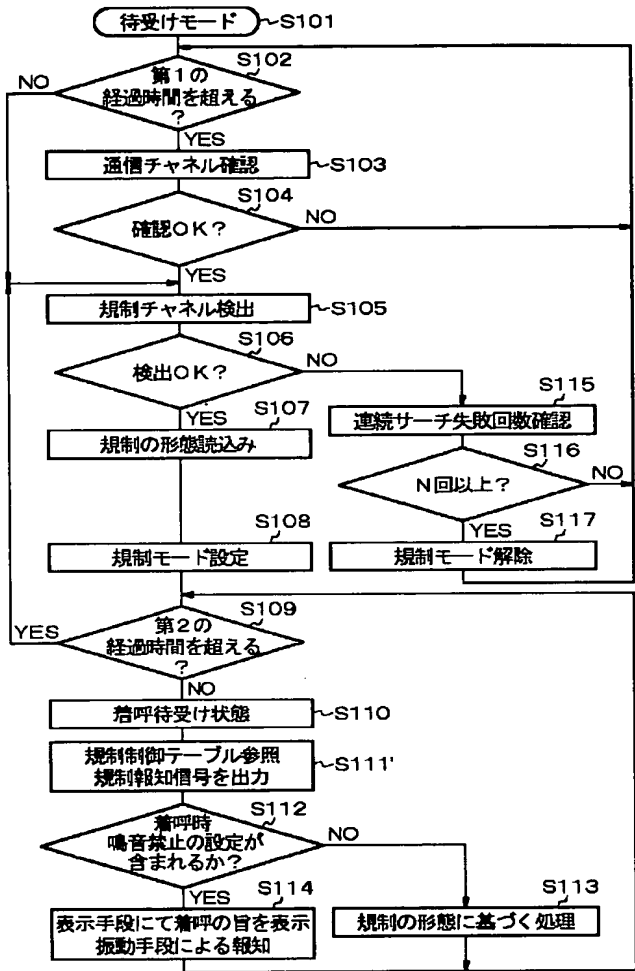 待受けモード S101
S102
NO
第1の
経過時間を超える
?
YES
通信チャネル確認 S103
S104
確認OK? NO
YES
規制チャネル検出 S105
S106
検出OK? NO
YES S107
規制の形態読込み
S115
連続サーチ失敗回数確認
S116
N回以上? NO
YES S117
規制モード解除
S108
規制モード設定
S109
YES
第2の
経過時間を超える
?
NO
着呼待受け状態 S110
規制制御テーブル参照
規制報知信号を出力 S111'
S112
着呼時
鳴音禁止の設定が
含まれるか? NO
YES S114
表示手段にて着呼の旨を表示
振動手段による報知
S113
規制の形態に基づく処理